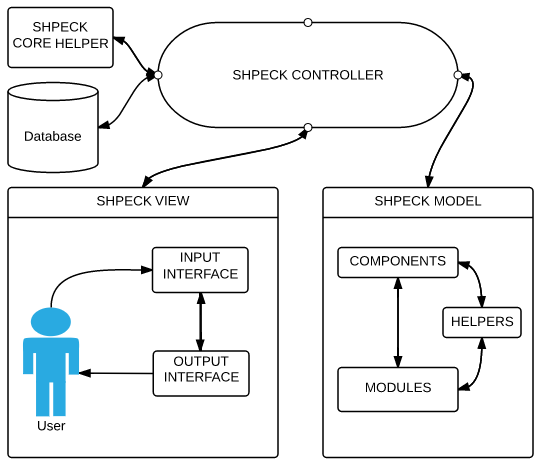 SHPECK
CORE HELPER
SHPECK CONTROLLER
Database
SHPECK VIEW
SHPECK MODEL
INPUT
INTERFACE
COMPONENTS
HELPERS
OUTPUT
INTERFACE
MODULES
User